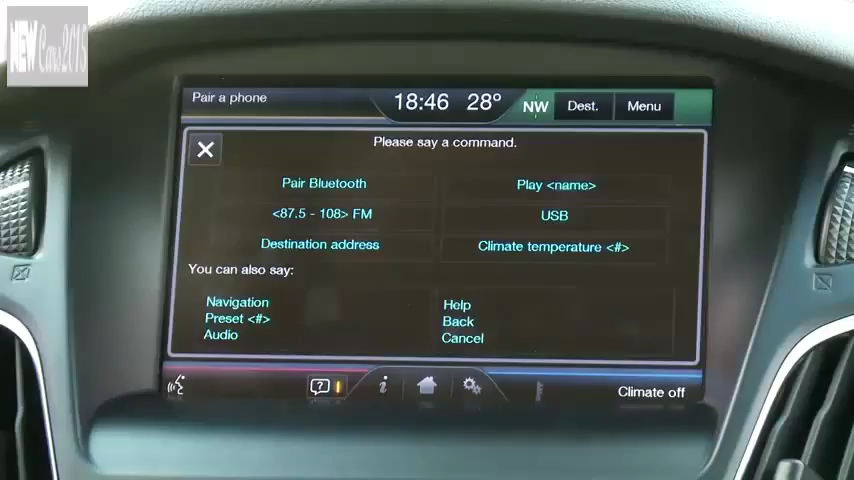 NEW Cars2015
Pair a phone
18:46 28º NW Dest. Menu
Please say a command.
Pair Bluetooth
Play <name>
<87.5 - 108> FM
USB
Destination address
Climate temperature <#>
You can also say:
Navigation
Preset <#>
Audio
Help
Back
Cancel
Climate off